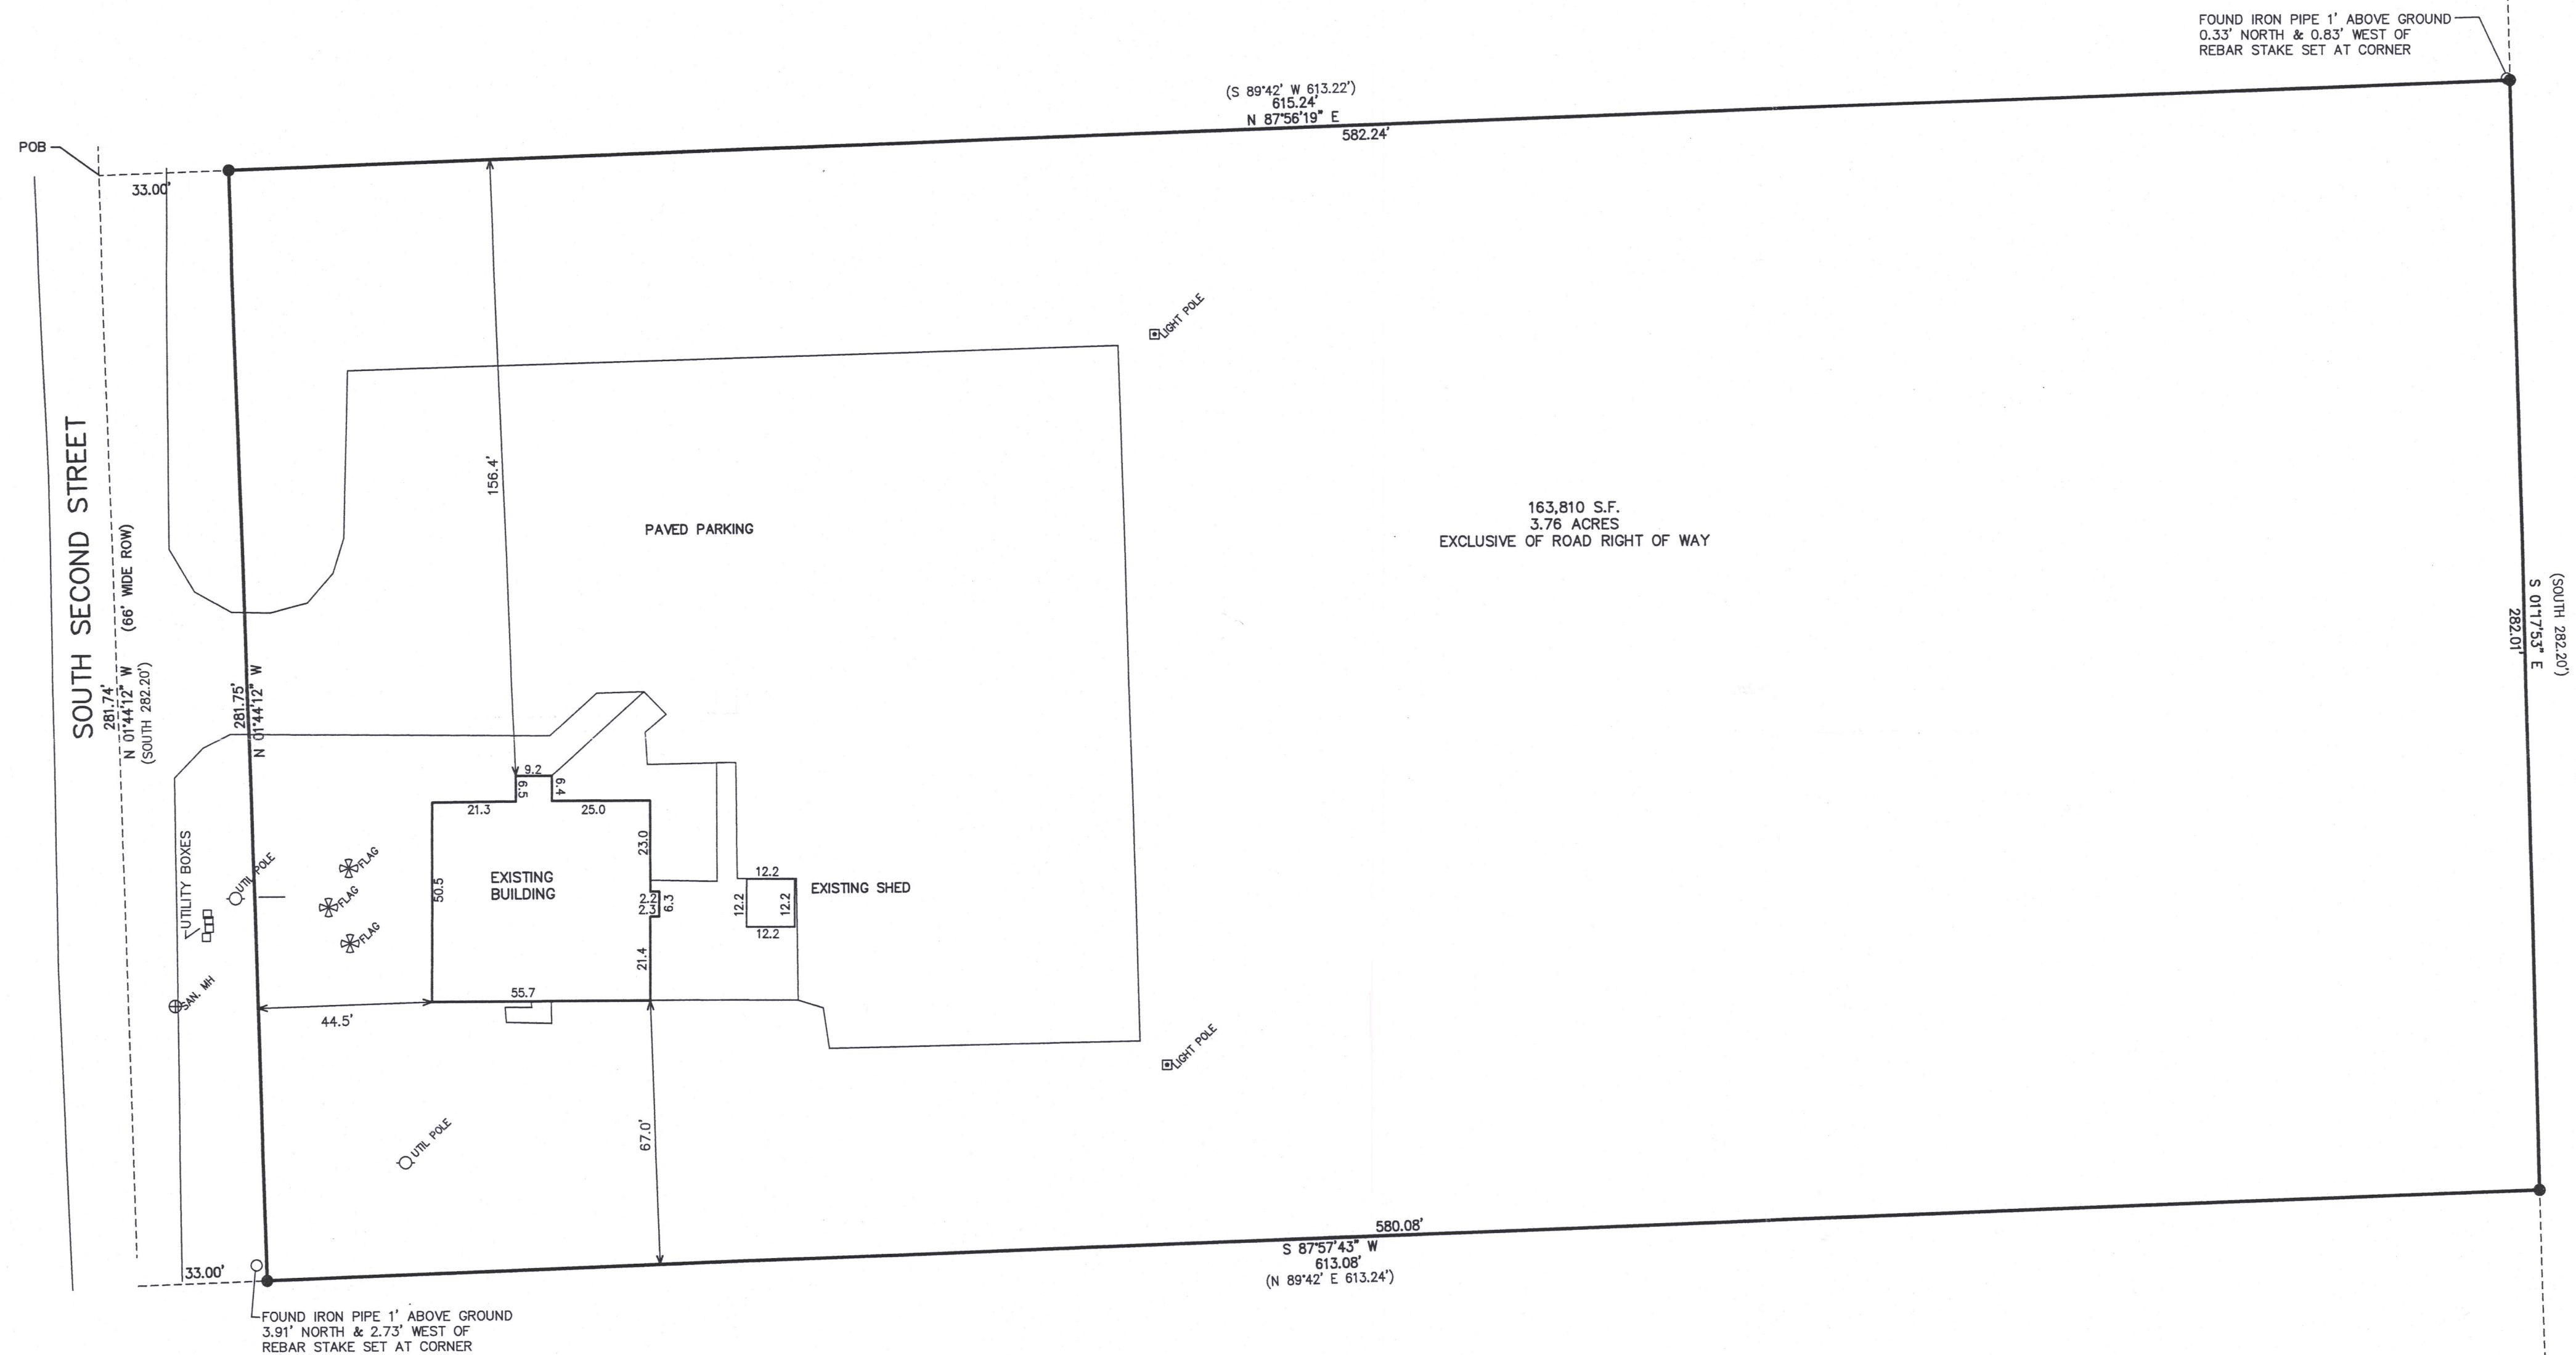 FOUND IRON PIPE 1' ABOVE GROUND
0.33' NORTH & 0.83' WEST OF
REBAR STAKE SET AT CORNER
(S 89°42' W 613.22')
615.24'
N 87°56'19" E
582.24'
POB
33.00'
LIGHT POLE
156.4'
SOUTH SECOND STREET
(66' WIDE ROW)
281.74'
N 01°44'12" W
(SOUTH 282.20')
281.75'
N 01°44'12" W
PAVED PARKING
163,810 S.F.
3.76 ACRES
EXCLUSIVE OF ROAD RIGHT OF WAY
(SOUTH 282.20')
S 01°17'53" E
282.01'
9.2
6.5
6.4
21.3
25.0
23.0
50.5
EXISTING
BUILDING
2.2
2.3
6.3
21.4
55.7
12.2
12.2
12.2
12.2
EXISTING SHED
UTILITY BOXES
UTIL POLE
FLAG
FLAG
FLAG
SAN. MH
44.5'
67.0'
UTIL POLE
LIGHT POLE
580.08'
S 87°57'43" W
613.08'
(N 89°42' E 613.24')
33.00'
FOUND IRON PIPE 1' ABOVE GROUND
3.91' NORTH & 2.73' WEST OF
REBAR STAKE SET AT CORNER